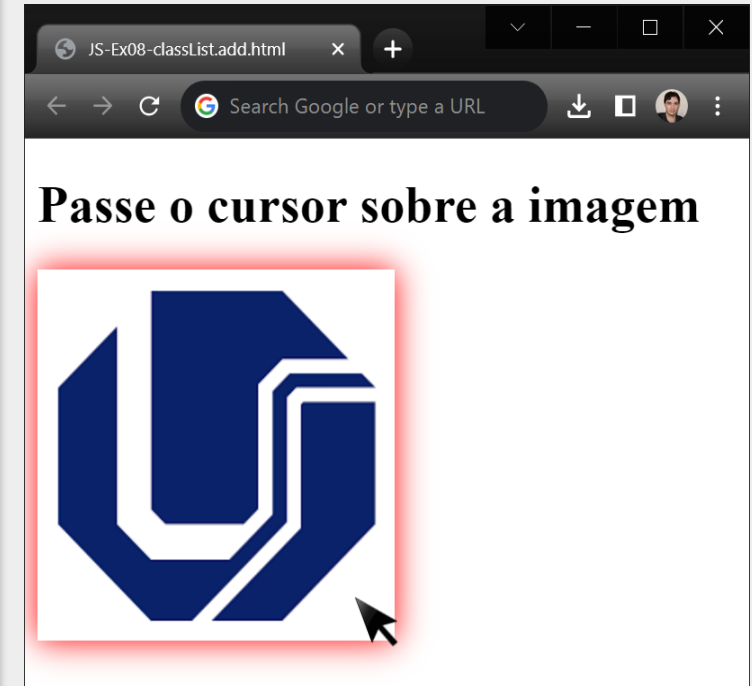 JS-Ex08-classList.add.html
Search Google or type a URL
Passe o cursor sobre a imagem